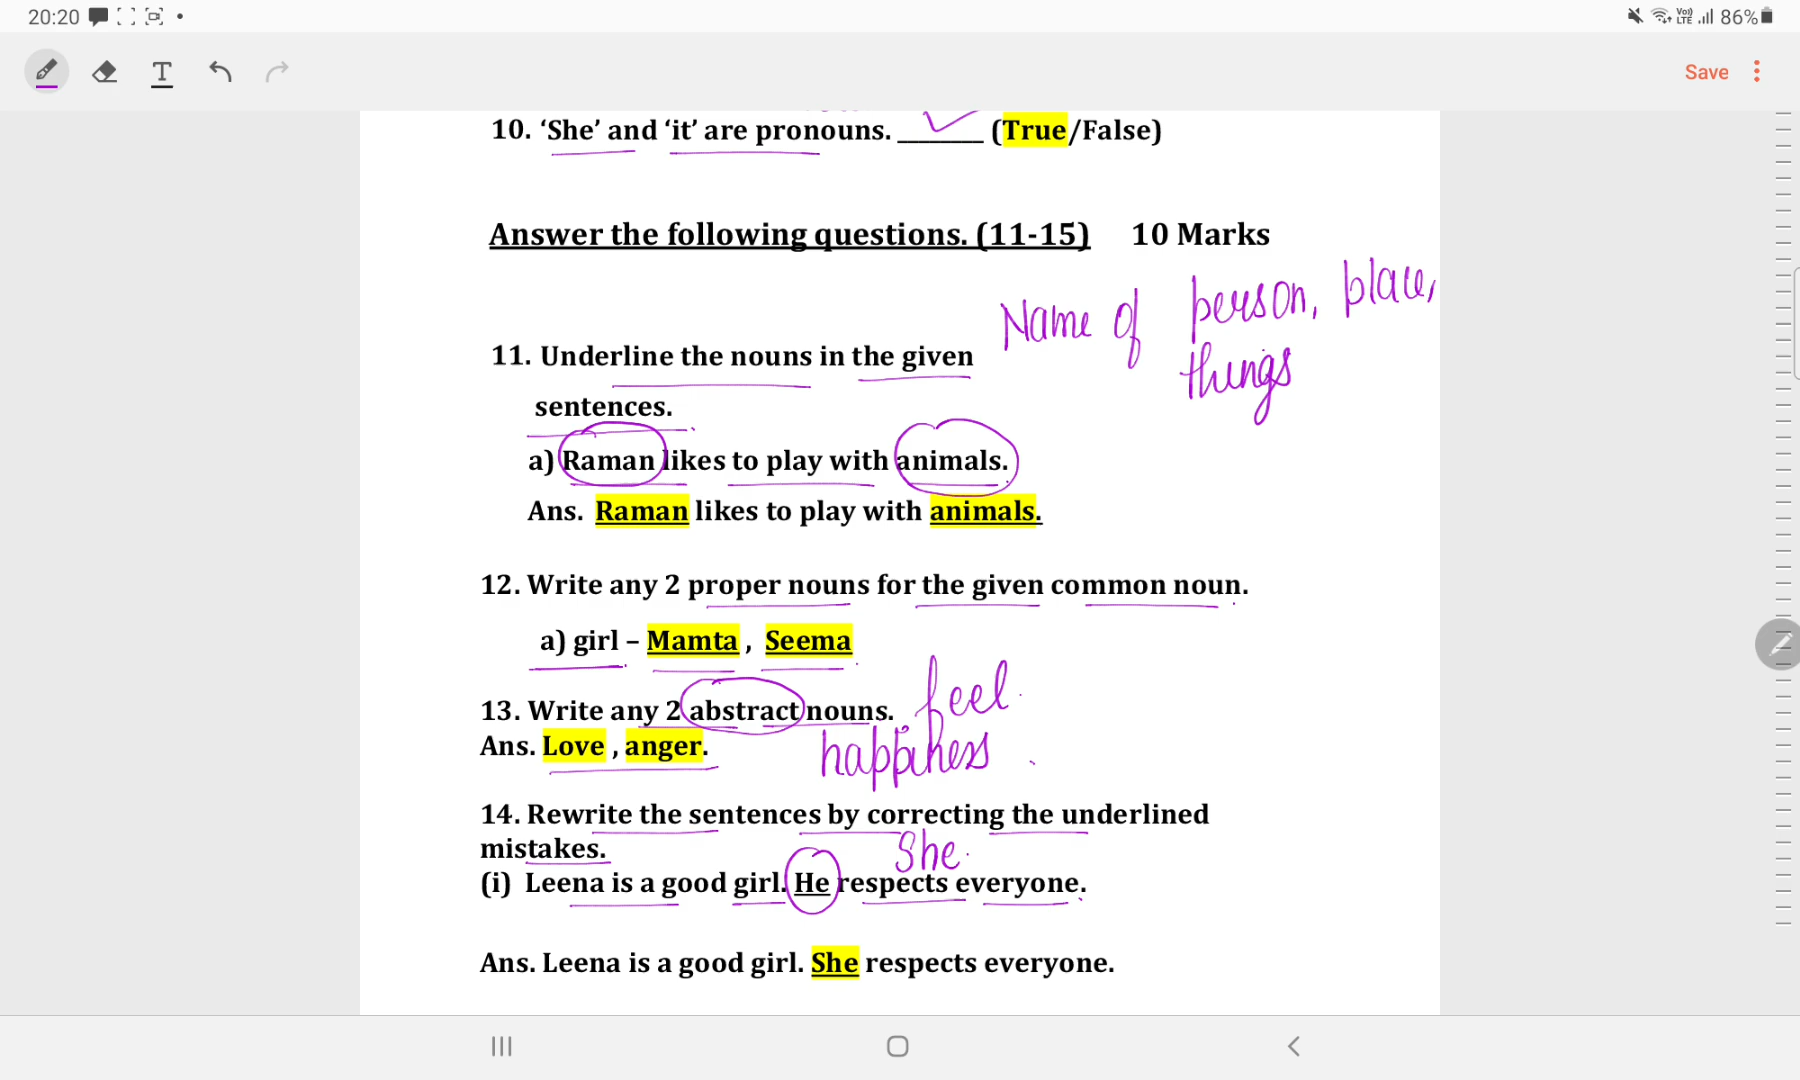 20:20
Vo)) LTE 86%
T
Save
10. ‘She’ and ‘it’ are pronouns. ______ (True/False)
Answer the following questions. (11-15) 10 Marks
Name of person, place,
things
11. Underline the nouns in the given
sentences.
a) Raman likes to play with animals.
Ans. Raman likes to play with animals.
12. Write any 2 proper nouns for the given common noun.
a) girl – Mamta , Seema
13. Write any 2 abstract nouns. feel
Ans. Love , anger. happiness
14. Rewrite the sentences by correcting the underlined
mistakes. She
(i) Leena is a good girl. He respects everyone.
Ans. Leena is a good girl. She respects everyone.